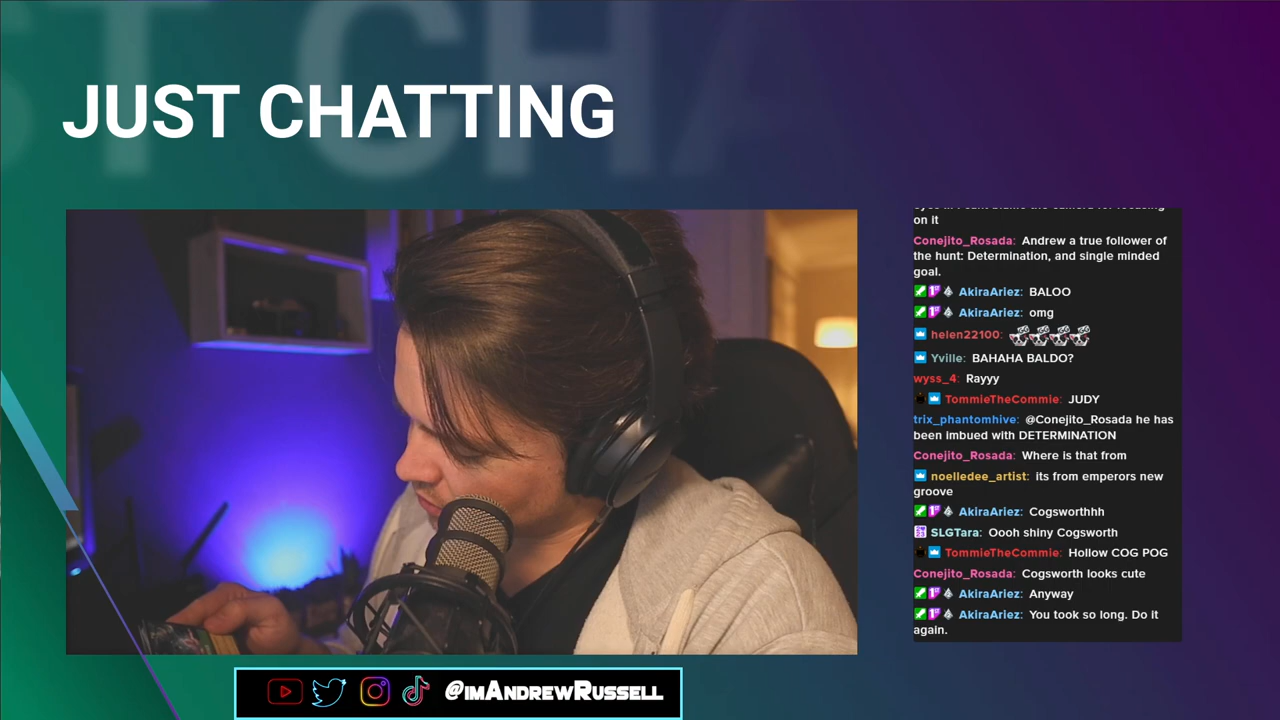 JUST CHATTING
on it
Conejito_Rosada: Andrew a true follower of
the hunt: Determination, and single minded
goal.
AkiraAriez: BALOO
AkiraAriez: omg
helen22100:
Yville: BAHAHA BALDO?
wyss_4: Rayyy
TommieTheCommie: JUDY
trix_phantomhive: @Conejito_Rosada he has
been imbued with DETERMINATION
Conejito_Rosada: Where is that from
noelledee_artist: its from emperors new
groove
AkiraAriez: Cogsworthhh
SLGTara: Oooh shiny Cogsworth
TommieTheCommie: Hollow COG POG
Conejito_Rosada: Cogsworth looks cute
AkiraAriez: Anyway
AkiraAriez: You took so long. Do it
again.
@imAndrewRussell